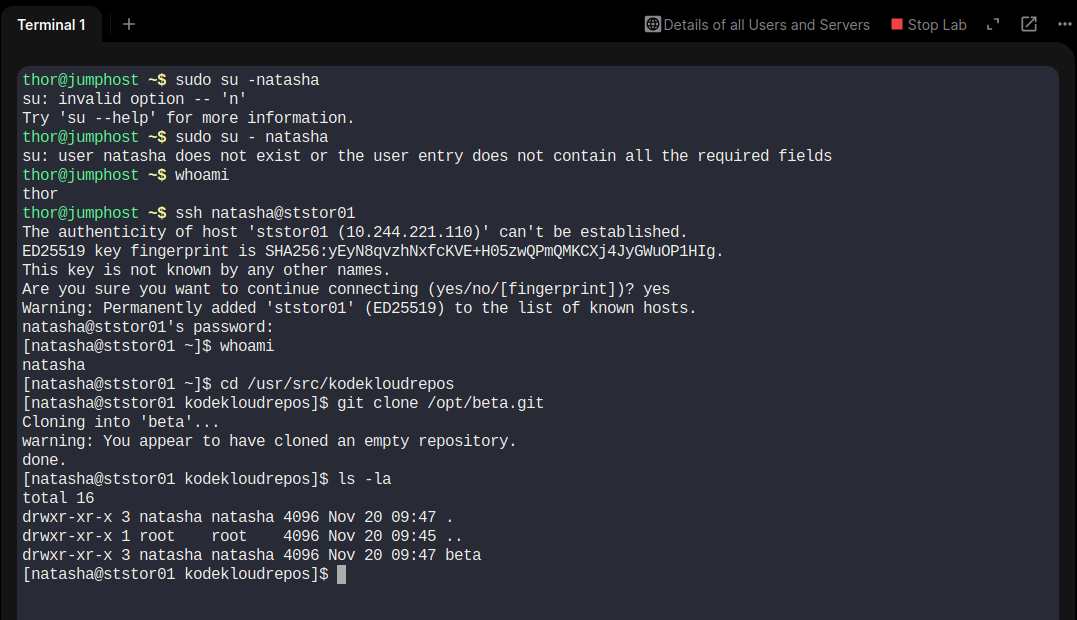 Terminal 1
Details of all Users and Servers
Stop Lab
thor@jumphost ~$ sudo su -natasha
su: invalid option -- 'n'
Try 'su --help' for more information.
thor@jumphost ~$ sudo su - natasha
su: user natasha does not exist or the user entry does not contain all the required fields
thor@jumphost ~$ whoami
thor
thor@jumphost ~$ ssh natasha@ststor01
The authenticity of host 'ststor01 (10.244.221.110)' can't be established.
ED25519 key fingerprint is SHA256:yEyN8qvzhNxfcKVE+H05zwQPmQMKCXj4JyGWuOP1HIg.
This key is not known by any other names.
Are you sure you want to continue connecting (yes/no/[fingerprint])? yes
Warning: Permanently added 'ststor01' (ED25519) to the list of known hosts.
natasha@ststor01's password:
[natasha@ststor01 ~]$ whoami
natasha
[natasha@ststor01 ~]$ cd /usr/src/kodekloudrepos
[natasha@ststor01 kodekloudrepos]$ git clone /opt/beta.git
Cloning into 'beta'...
warning: You appear to have cloned an empty repository.
done.
[natasha@ststor01 kodekloudrepos]$ ls -la
total 16
drwxr-xr-x 3 natasha natasha 4096 Nov 20 09:47 .
drwxr-xr-x 1 root    root    4096 Nov 20 09:45 ..
drwxr-xr-x 3 natasha natasha 4096 Nov 20 09:47 beta
[natasha@ststor01 kodekloudrepos]$